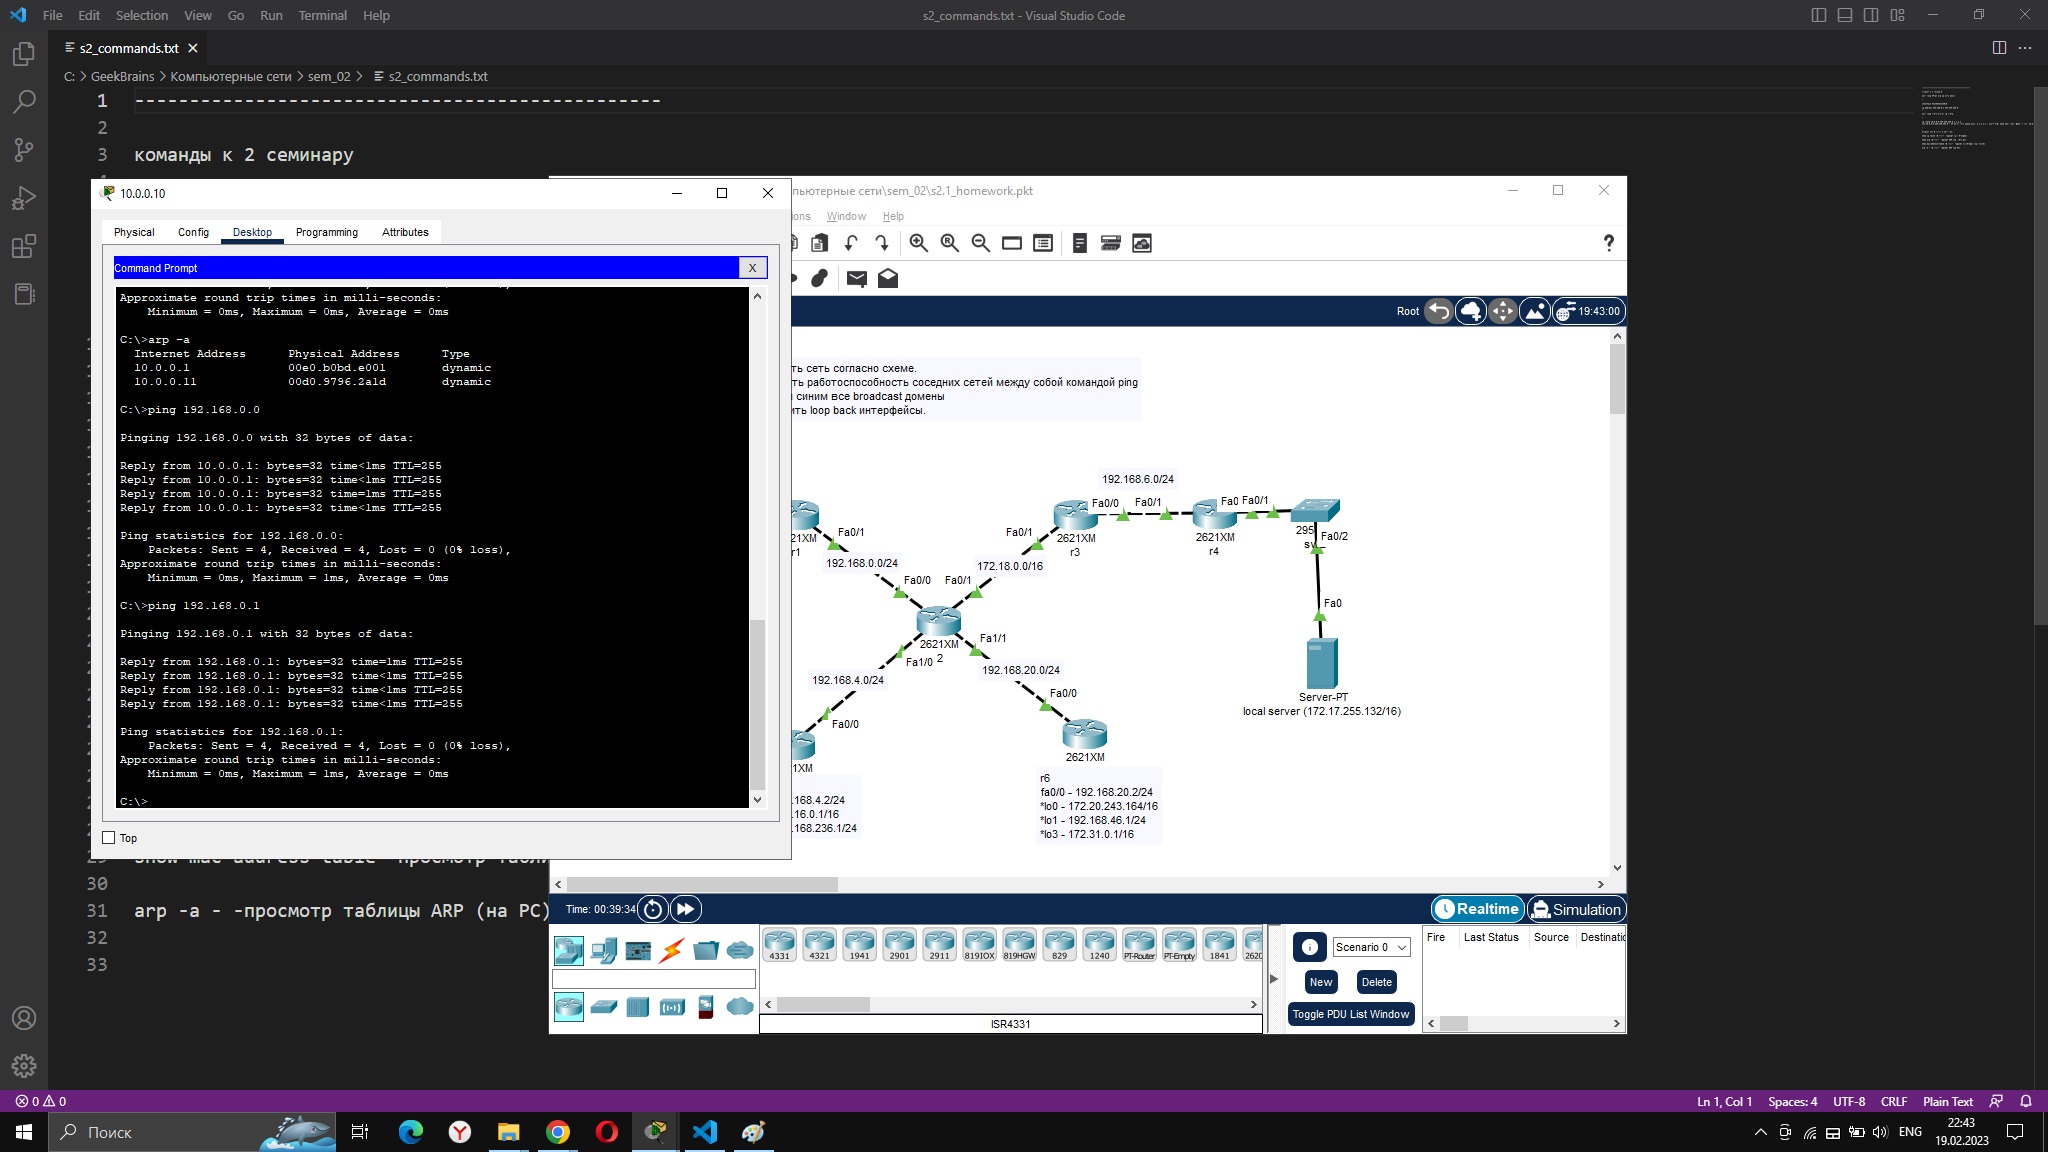 File Edit Selection View Go Run Terminal Help
s2_commands.txt - Visual Studio Code
s2_commands.txt
C: > GeekBrains > Компьютерные сети > sem_02 > s2_commands.txt
1 ------------------------------------------------
2
3 команды к 2 семинару
10.0.0.10
Physical Config Desktop Programming Attributes
Command Prompt X
Approximate round trip times in milli-seconds:
Minimum = 0ms, Maximum = 0ms, Average = 0ms
C:\>arp -a
Internet Address Physical Address Type
10.0.0.1 00e0.b0bd.e001 dynamic
10.0.0.11 00d0.9796.2a1d dynamic
C:\>ping 192.168.0.0
Pinging 192.168.0.0 with 32 bytes of data:
Reply from 10.0.0.1: bytes=32 time<1ms TTL=255
Reply from 10.0.0.1: bytes=32 time<1ms TTL=255
Reply from 10.0.0.1: bytes=32 time=1ms TTL=255
Reply from 10.0.0.1: bytes=32 time<1ms TTL=255
Ping statistics for 192.168.0.0:
Packets: Sent = 4, Received = 4, Lost = 0 (0% loss),
Approximate round trip times in milli-seconds:
Minimum = 0ms, Maximum = 1ms, Average = 0ms
C:\>ping 192.168.0.1
Pinging 192.168.0.1 with 32 bytes of data:
Reply from 192.168.0.1: bytes=32 time=1ms TTL=255
Reply from 192.168.0.1: bytes=32 time<1ms TTL=255
Reply from 192.168.0.1: bytes=32 time<1ms TTL=255
Reply from 192.168.0.1: bytes=32 time<1ms TTL=255
Ping statistics for 192.168.0.1:
Packets: Sent = 4, Received = 4, Lost = 0 (0% loss),
Approximate round trip times in milli-seconds:
Minimum = 0ms, Maximum = 1ms, Average = 0ms
C:\>
Top
30
31 arp -a - -просмотр таблицы ARP (на PC)
32
33
пьютерные сети\sem_02\s2.1_homework.pkt
ions Window Help
Root 19:43:00
ть сеть согласно схеме.
ть работоспособность соседних сетей между собой командой ping
и синим все broadcast домены
ить loop back интерфейсы.
192.168.6.0/24
Fa0/0 Fa0/1 Fa0 Fa0/1
21XM
r1
Fa0/1
Fa0/1
2621XM
r3
2621XM
r4
295
sw
Fa0/2
192.168.0.0/24
172.18.0.0/16
Fa0/0 Fa0/1
Fa0
2621XM
2
Fa1/1
Fa1/0
192.168.20.0/24
192.168.4.0/24
Fa0/0
Fa0/0
Server-PT
local server (172.17.255.132/16)
1XM
2621XM
.168.4.2/24
16.0.1/16
168.236.1/24
r6
fa0/0 - 192.168.20.2/24
*lo0 - 172.20.243.164/16
*lo1 - 192.168.46.1/24
*lo3 - 172.31.0.1/16
Time: 00:39:34
Realtime Simulation
4331 4321 1941 2901 2911 819IOX 819HGW 829 1240 PT-Router PT-Empty 1841 2620
ISR4331
Scenario 0
New Delete
Toggle PDU List Window
Fire Last Status Source Destinatic
0 0
Ln 1, Col 1 Spaces: 4 UTF-8 CRLF Plain Text
Поиск
ENG
22:43
19.02.2023